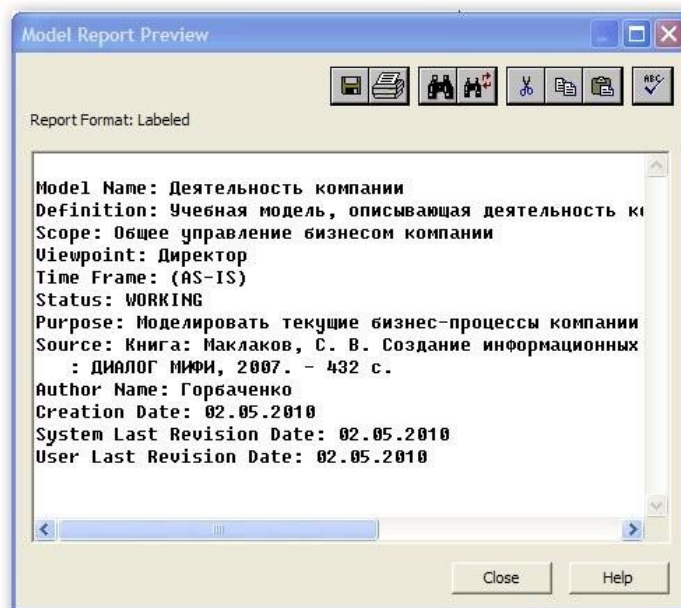 Model Report Preview
ABC
Report Format: Labeled
Model Name: Деятельность компании
Definition: Учебная модель, описывающая деятельность
Scope: Общее управление бизнесом компании
Viewpoint: Директор
Time Frame: (AS-IS)
Status: WORKING
Purpose: Моделировать текущие бизнес-процессы компании
Source: Книга: Маклаков, С. В. Создание информационных
: ДИАЛОГ МИФИ, 2007. - 432 с.
Author Name: Горбаченко
Creation Date: 02.05.2010
System Last Revision Date: 02.05.2010
User Last Revision Date: 02.05.2010
Close
Help